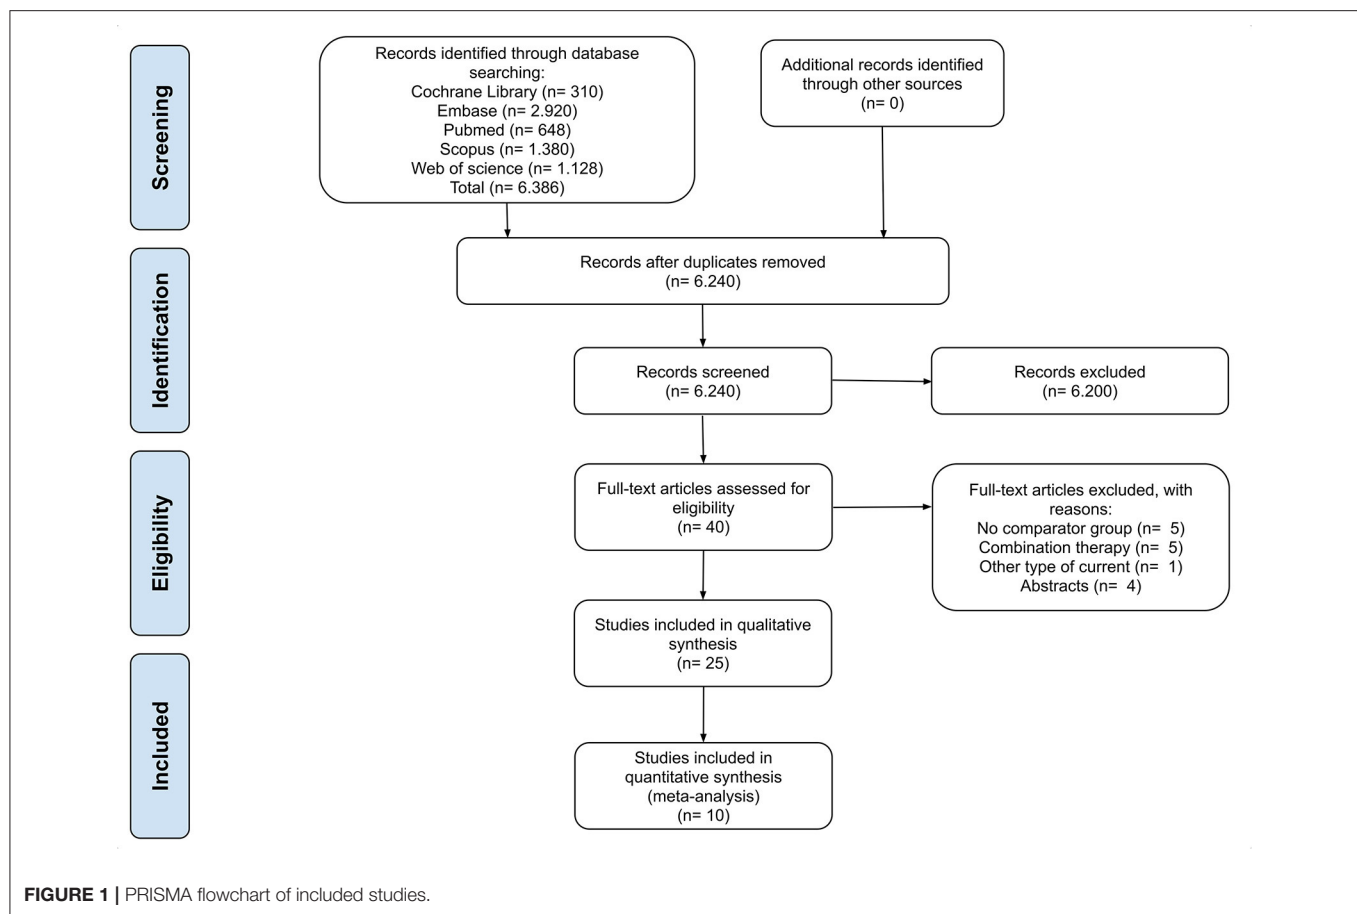 Screening
Records identified through database
searching:
Cochrane Library (n= 310)
Embase (n= 2.920)
Pubmed (n= 648)
Scopus (n= 1.380)
Web of science (n= 1.128)
Total (n= 6.386)
Additional records identified
through other sources
(n= 0)
Identification
Records after duplicates removed
(n= 6.240)
Records screened
(n= 6.240)
Records excluded
(n= 6.200)
Eligibility
Full-text articles assessed for
eligibility
(n= 40)
Full-text articles excluded, with
reasons:
No comparator group (n=  5)
Combination therapy (n=  5)
Other type of current (n=  1)
Abstracts (n=  4)
Studies included in qualitative
synthesis
(n= 25)
Included
Studies included in
quantitative synthesis
(meta-analysis)
(n= 10)
FIGURE 1 | PRISMA flowchart of included studies.